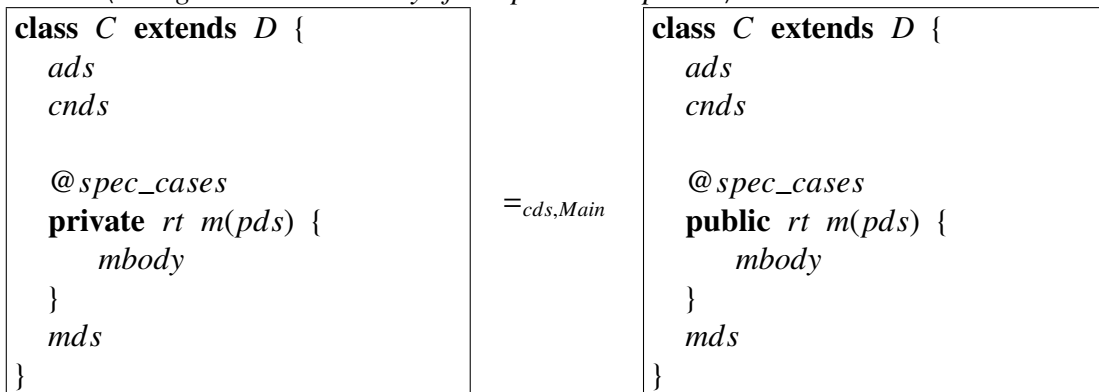 class C extends D {
ads
cnds
@spec_cases
private rt m(pds) {
mbody
}
mds
}
=cds,Main
class C extends D {
ads
cnds
@spec_cases
public rt m(pds) {
mbody
}
mds
}